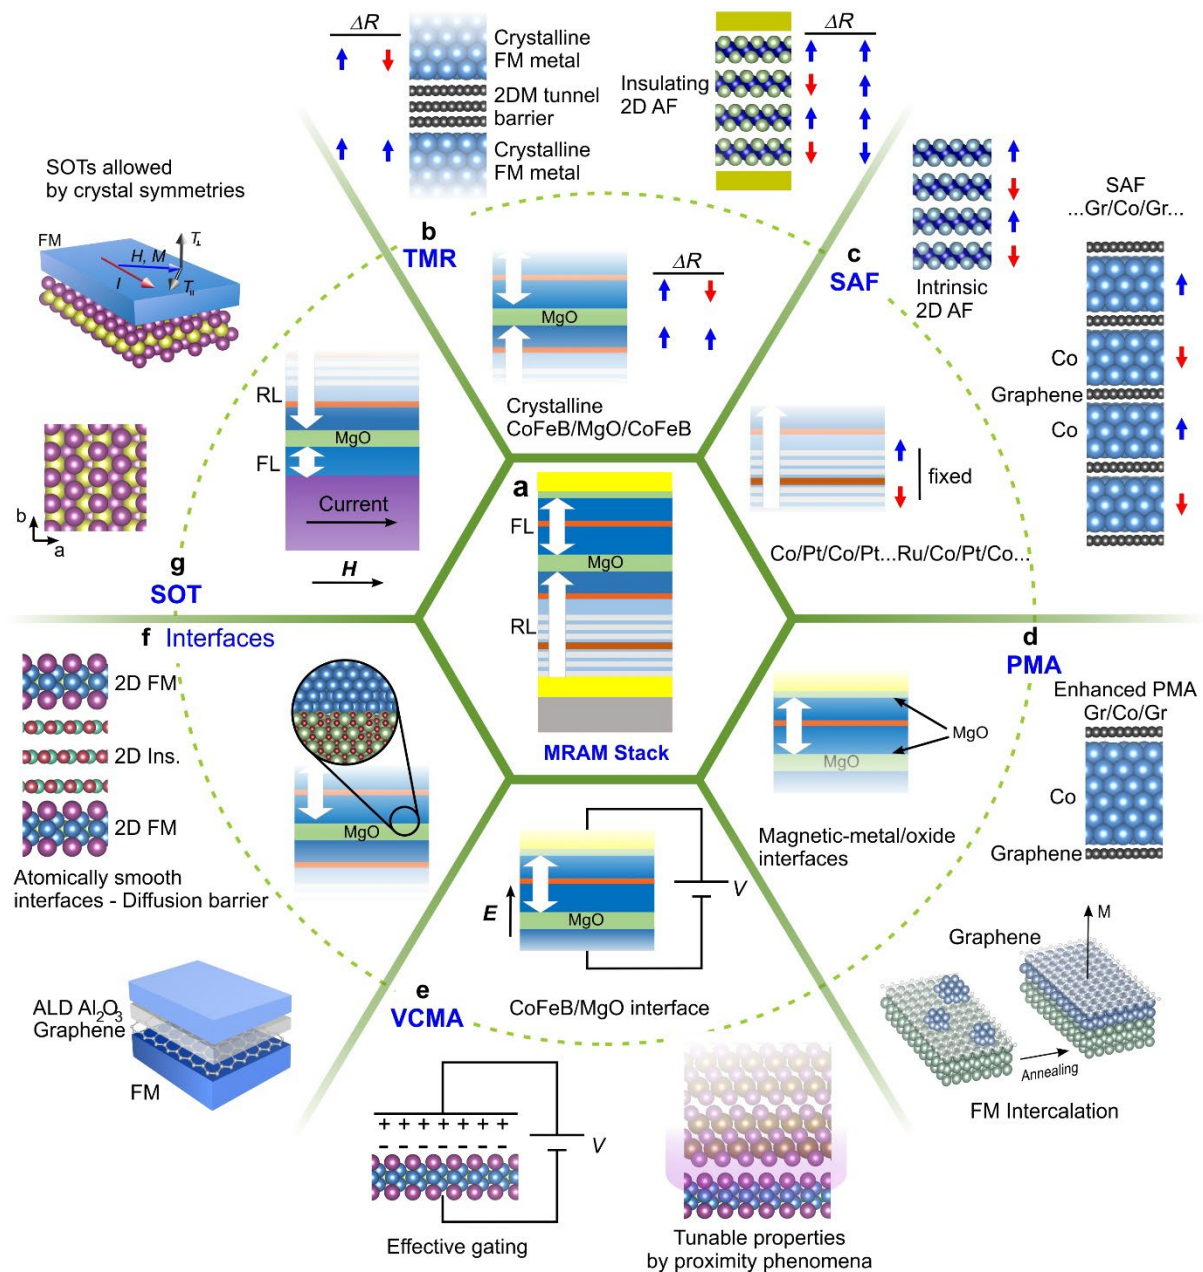 ΔR
Crystalline
FM metal
2DM tunnel
barrier
Crystalline
FM metal
Insulating
2D AF
ΔR
b
TMR
ΔR
MgO
Crystalline
CoFeB/MgO/CoFeB
c
SAF
Intrinsic
2D AF
SAF
...Gr/Co/Gr...
Co
Graphene
Co
fixed
Co/Pt/Co/Pt...Ru/Co/Pt/Co...
SOTs allowed
by crystal symmetries
FM
H, M
T⊥
T||
I
RL
MgO
FL
Current
H
b
a
g
SOT
a
FL
MgO
RL
MRAM Stack
f Interfaces
2D FM
2D Ins.
2D FM
Atomically smooth
interfaces - Diffusion barrier
MgO
ALD Al2O3
Graphene
FM
d
PMA
Enhanced PMA
Gr/Co/Gr
Co
Graphene
MgO
MgO
Magnetic-metal/oxide
interfaces
Graphene
M
Annealing
FM Intercalation
E
MgO
V
CoFeB/MgO interface
e
VCMA
+ + + + + + +
- - - - - - -
V
Effective gating
Tunable properties
by proximity phenomena